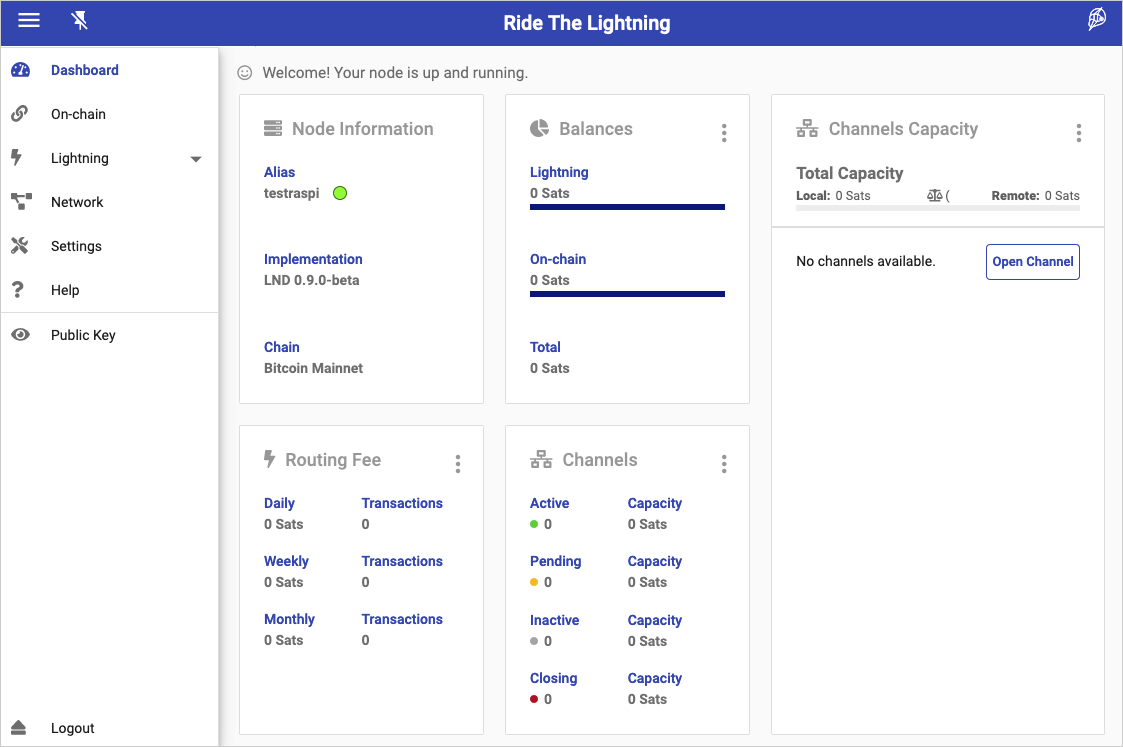 Ride The Lightning
Dashboard
On-chain
Lightning
Network
Settings
Help
Public Key
Logout
Welcome! Your node is up and running.
Node Information
Alias
testraspi
Implementation
LND 0.9.0-beta
Chain
Bitcoin Mainnet
Balances
Lightning
0 Sats
On-chain
0 Sats
Total
0 Sats
Channels Capacity
Total Capacity
Local: 0 Sats ( Remote: 0 Sats
No channels available. Open Channel
Routing Fee
Daily Transactions
0 Sats 0
Weekly Transactions
0 Sats 0
Monthly Transactions
0 Sats 0
Channels
Active Capacity
0 0 Sats
Pending Capacity
0 0 Sats
Inactive Capacity
0 0 Sats
Closing Capacity
0 0 Sats